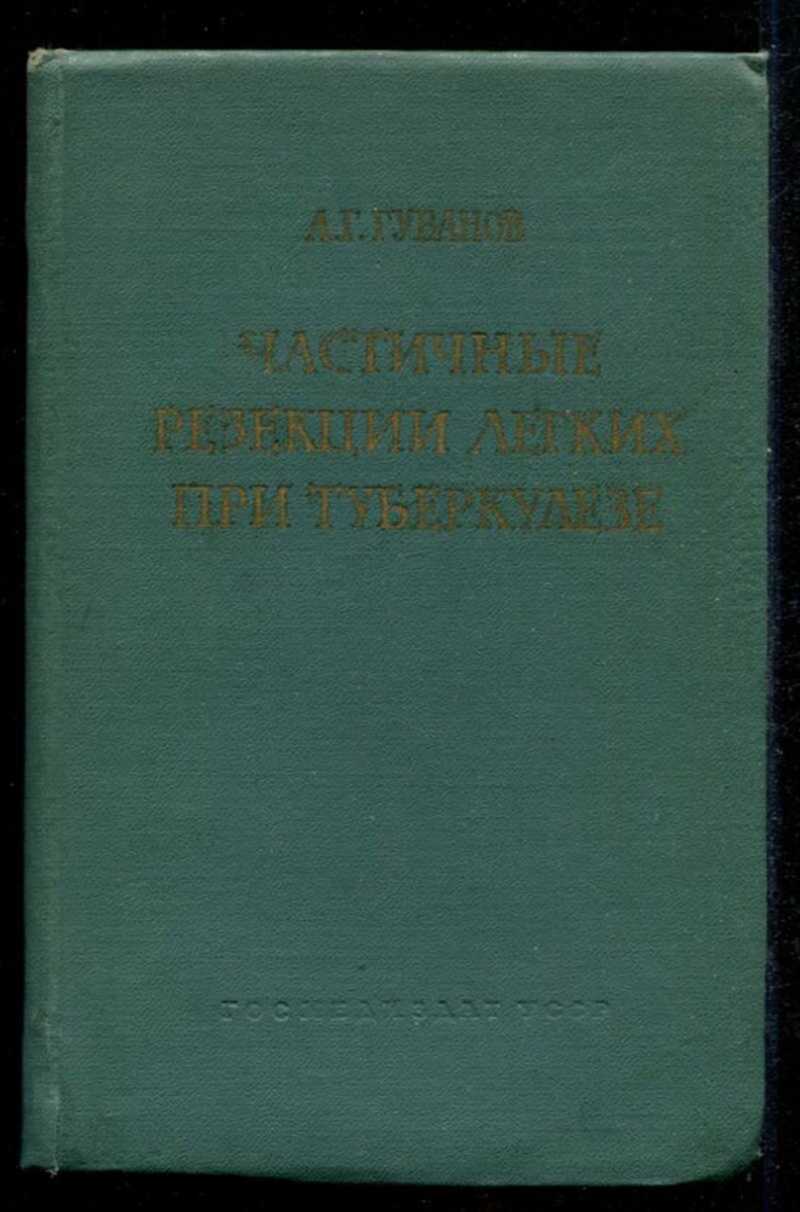 А.Г. ГУБАНОВ
ЧАСТИЧНЫЕ
РЕЗЕКЦИИ ЛЕГКИХ
ПРИ ТУБЕРКУЛЕЗЕ
ГОСМЕДИЗДАТ УССР